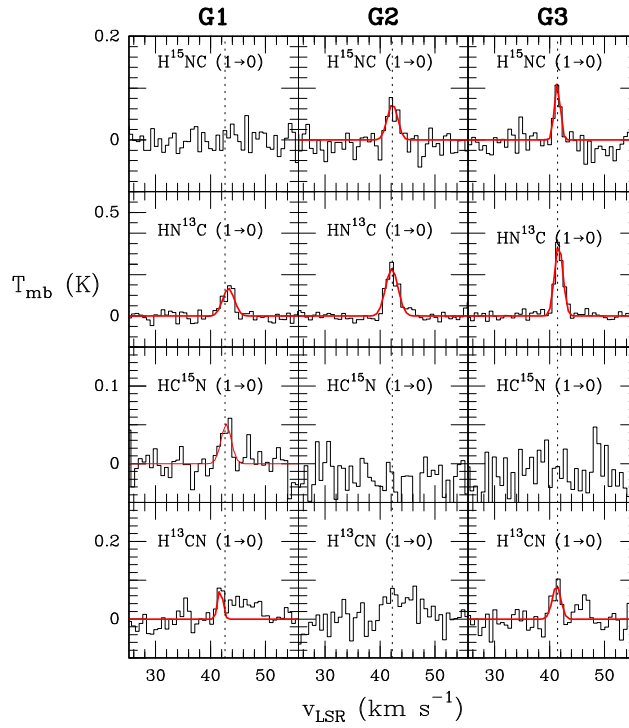 G1 G2 G3
H¹⁵NC (1→0) H¹⁵NC (1→0) H¹⁵NC (1→0)
0.2
0
HN¹³C (1→0) HN¹³C (1→0) HN¹³C (1→0)
0.5
0
T_mb (K)
HC¹⁵N (1→0) HC¹⁵N (1→0) HC¹⁵N (1→0)
0.1
0
H¹³CN (1→0) H¹³CN (1→0) H¹³CN (1→0)
0.2
0
30 40 50 30 40 50 30 40 50
v_LSR (km s⁻¹)